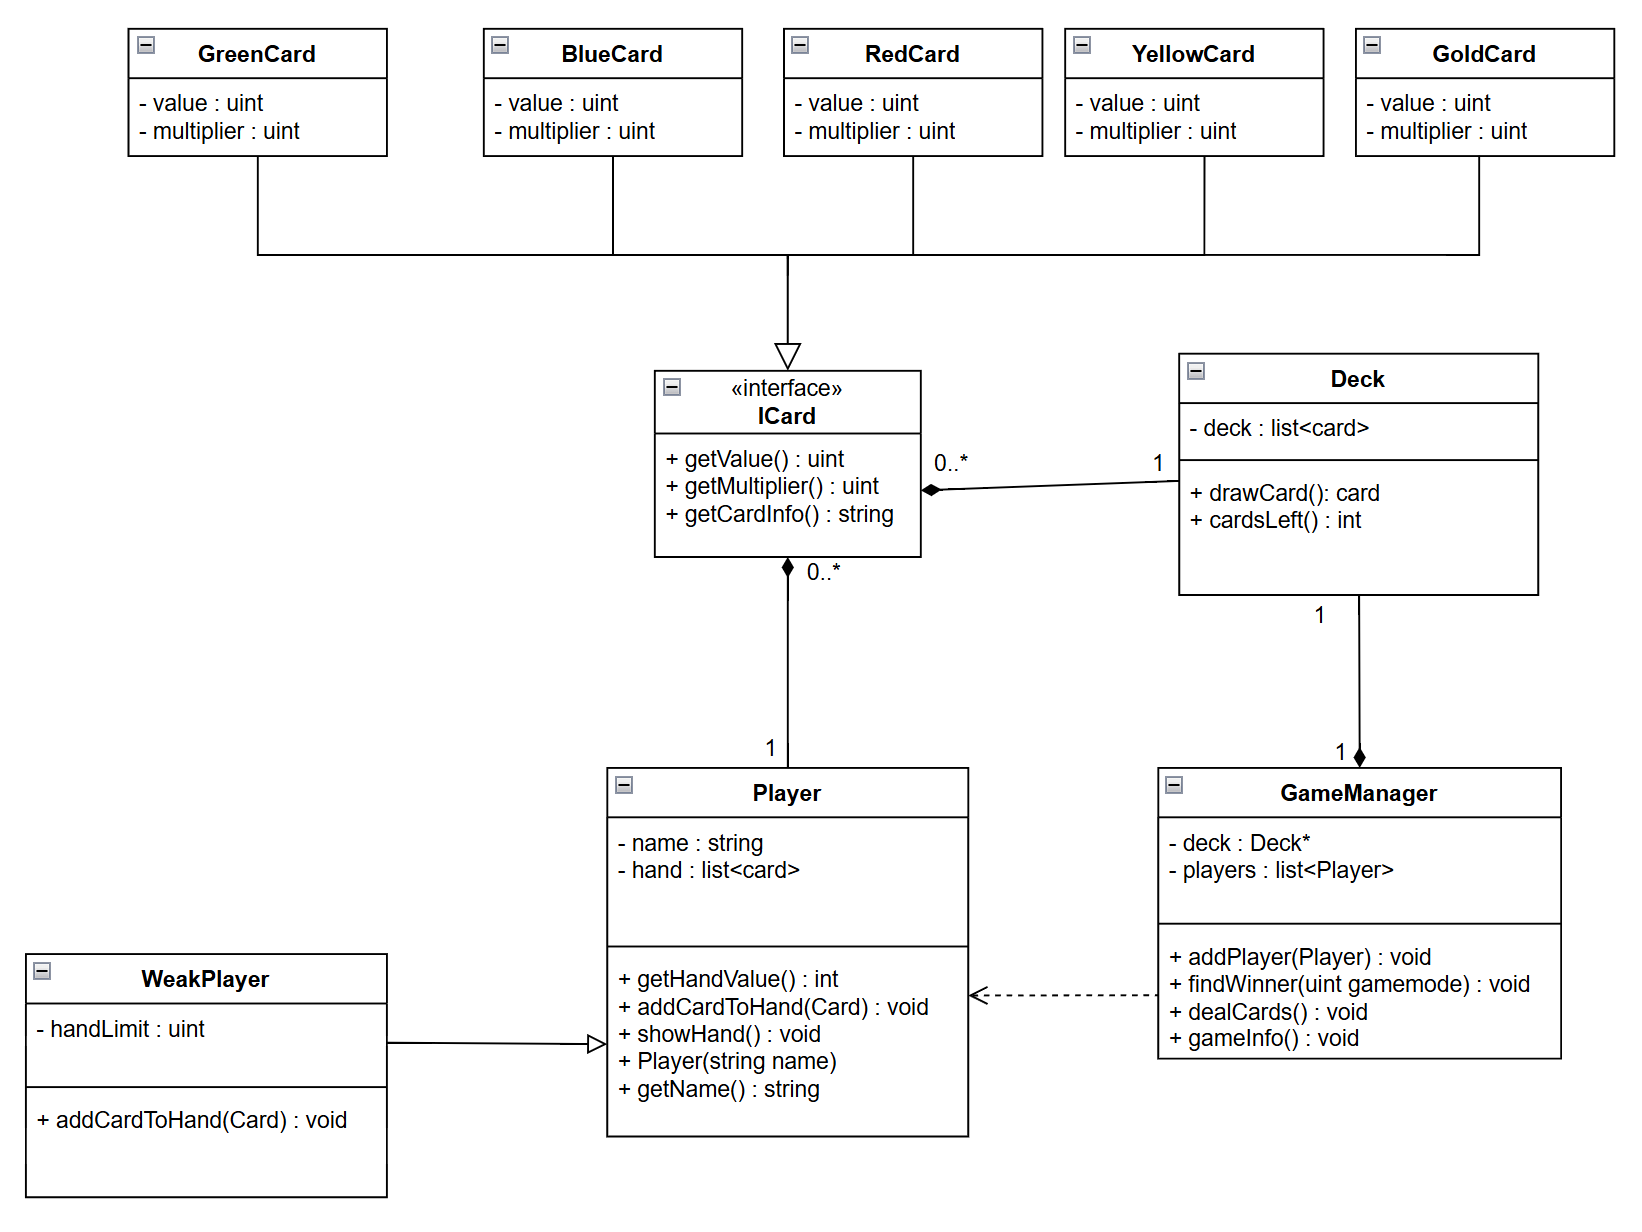 GreenCard
- value : uint
- multiplier : uint
BlueCard
- value : uint
- multiplier : uint
RedCard
- value : uint
- multiplier : uint
YellowCard
- value : uint
- multiplier : uint
GoldCard
- value : uint
- multiplier : uint
«interface»
ICard
+ getValue() : uint
+ getMultiplier() : uint
+ getCardInfo() : string
0..*
1
Deck
- deck : list<card>
+ drawCard(): card
+ cardsLeft() : int
0..*
1
1
1
Player
- name : string
- hand : list<card>
+ getHandValue() : int
+ addCardToHand(Card) : void
+ showHand() : void
+ Player(string name)
+ getName() : string
GameManager
- deck : Deck*
- players : list<Player>
+ addPlayer(Player) : void
+ findWinner(uint gamemode) : void
+ dealCards() : void
+ gameInfo() : void
WeakPlayer
- handLimit : uint
+ addCardToHand(Card) : void